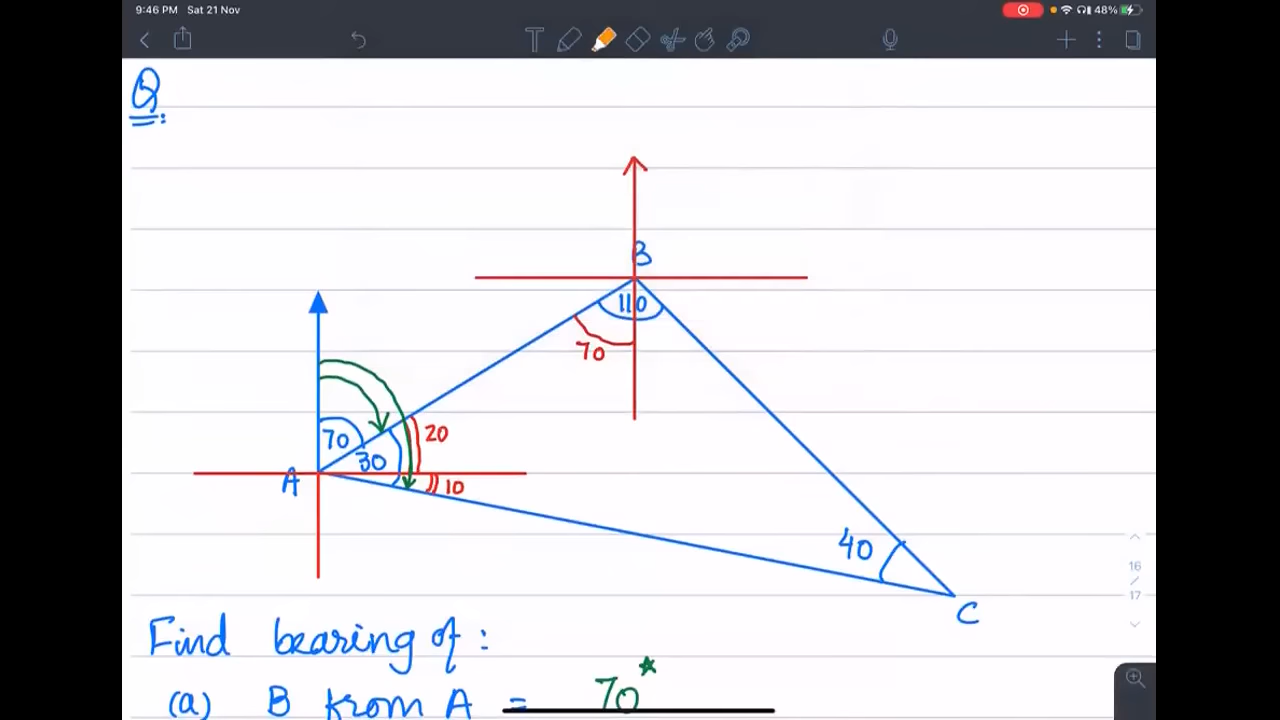 9:46 PM Sat 21 Nov
48%
Q.
B
110
70
70
20
30
A
10
40
16
/
17
C
Find bearing of :
(a) B from A = 70*